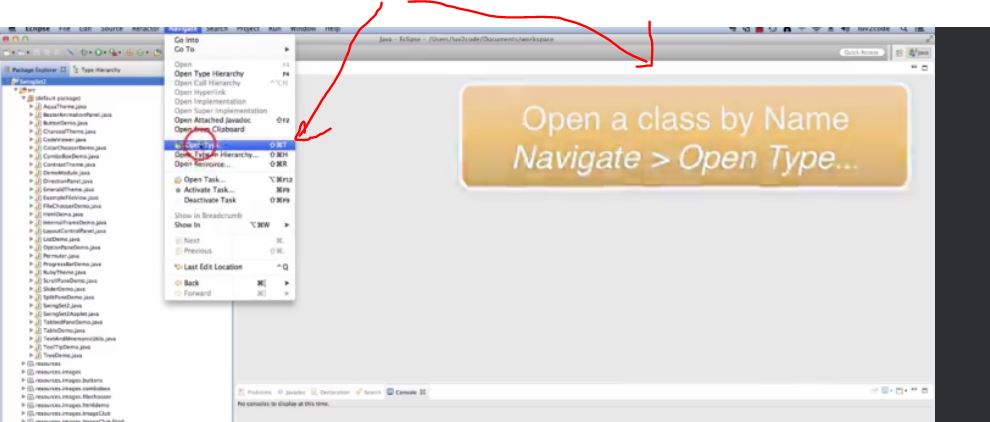 Eclipse File Edit Source Refactor Navigate Search Project Run Window Help
Java - Eclipse - /Users/luv2code/Documents/workspace
luv2code
Quick Access
Java
Package Explorer
Type Hierarchy
SwingSet2
src
(default package)
AquaTheme.java
BezierAnimationPanel.java
ButtonDemo.java
CharcoalTheme.java
CodeViewer.java
ColorChooserDemo.java
ComboBoxDemo.java
ContrastTheme.java
DemoModule.java
DirectionPanel.java
EmeraldTheme.java
ExampleFileView.java
FileChooserDemo.java
HtmlDemo.java
InternalFrameDemo.java
LayoutControlPanel.java
ListDemo.java
OptionPaneDemo.java
Permuter.java
ProgressBarDemo.java
RubyTheme.java
ScrollPaneDemo.java
SliderDemo.java
SplitPaneDemo.java
SwingSet2.java
SwingSet2Applet.java
TabbedPaneDemo.java
TableDemo.java
TextAndMnemonicUtils.java
ToolTipDemo.java
TreeDemo.java
resources
resources.images
resources.images.buttons
resources.images.combobox
resources.images.filechooser
resources.images.htmldemo
resources.images.ImageClub
Go Into
Go To
Open F3
Open Type Hierarchy F4
Open Call Hierarchy ^⌥H
Open Hyperlink
Open Implementation
Open Super Implementation
Open Attached Javadoc ⇧F2
Open from Clipboard
Open Type... ⇧⌘T
Open Type in Hierarchy... ⇧⌘H
Open Resource... ⇧⌘R
Open Task... ⌥⌘F12
Activate Task... ⌘F9
Deactivate Task ⇧⌘F9
Show in Breadcrumb
Show In ⌥⌘W
Next ⌘.
Previous ⇧⌘.
Last Edit Location ^Q
Back ⌘[
Forward ⌘]
Open a class by Name
Navigate > Open Type...
Problems Javadoc Declaration Search Console
No consoles to display at this time.